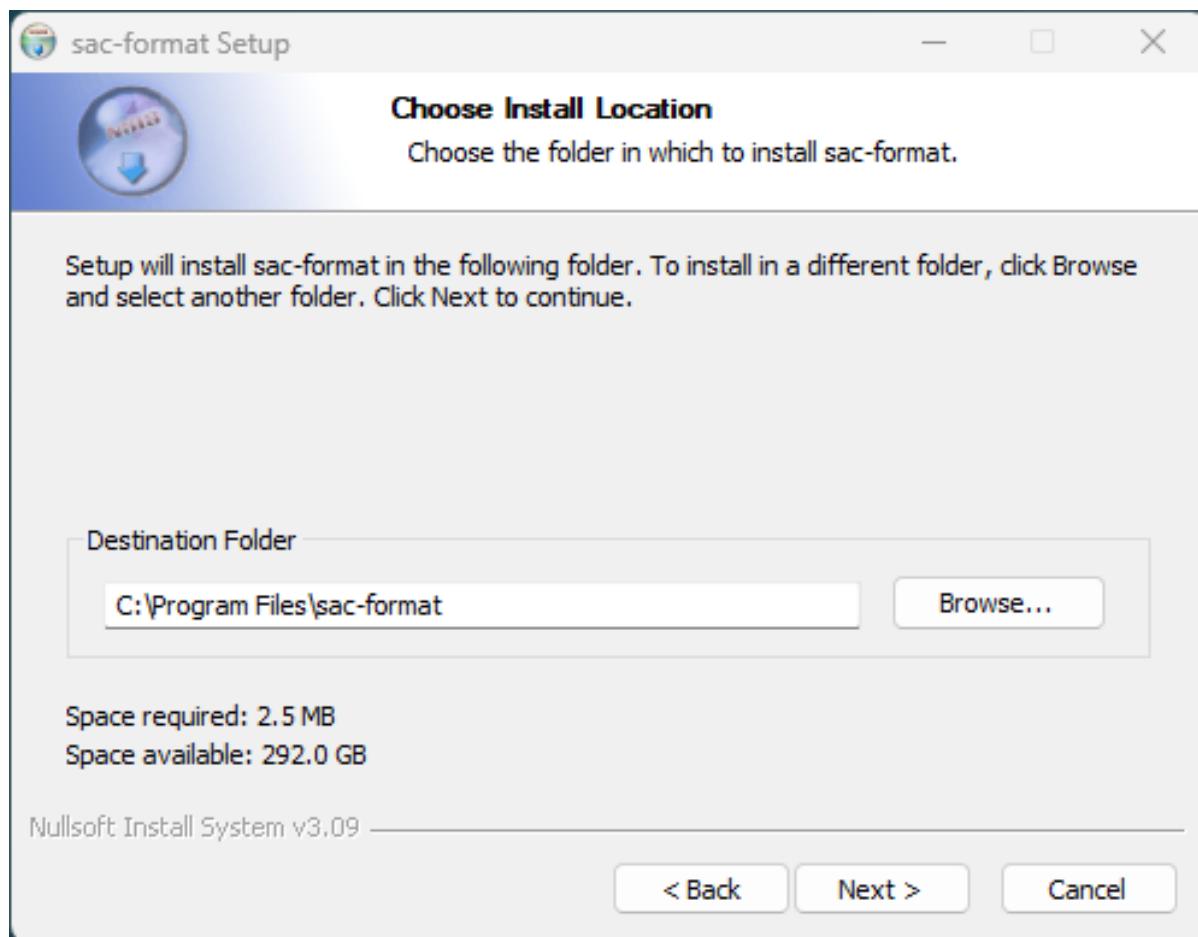 sac-format Setup
Choose Install Location
Choose the folder in which to install sac-format.
Setup will install sac-format in the following folder. To install in a different folder, click Browse
and select another folder. Click Next to continue.
Destination Folder
C:\Program Files\sac-format
Browse...
Space required: 2.5 MB
Space available: 292.0 GB
Nullsoft Install System v3.09
< Back
Next >
Cancel